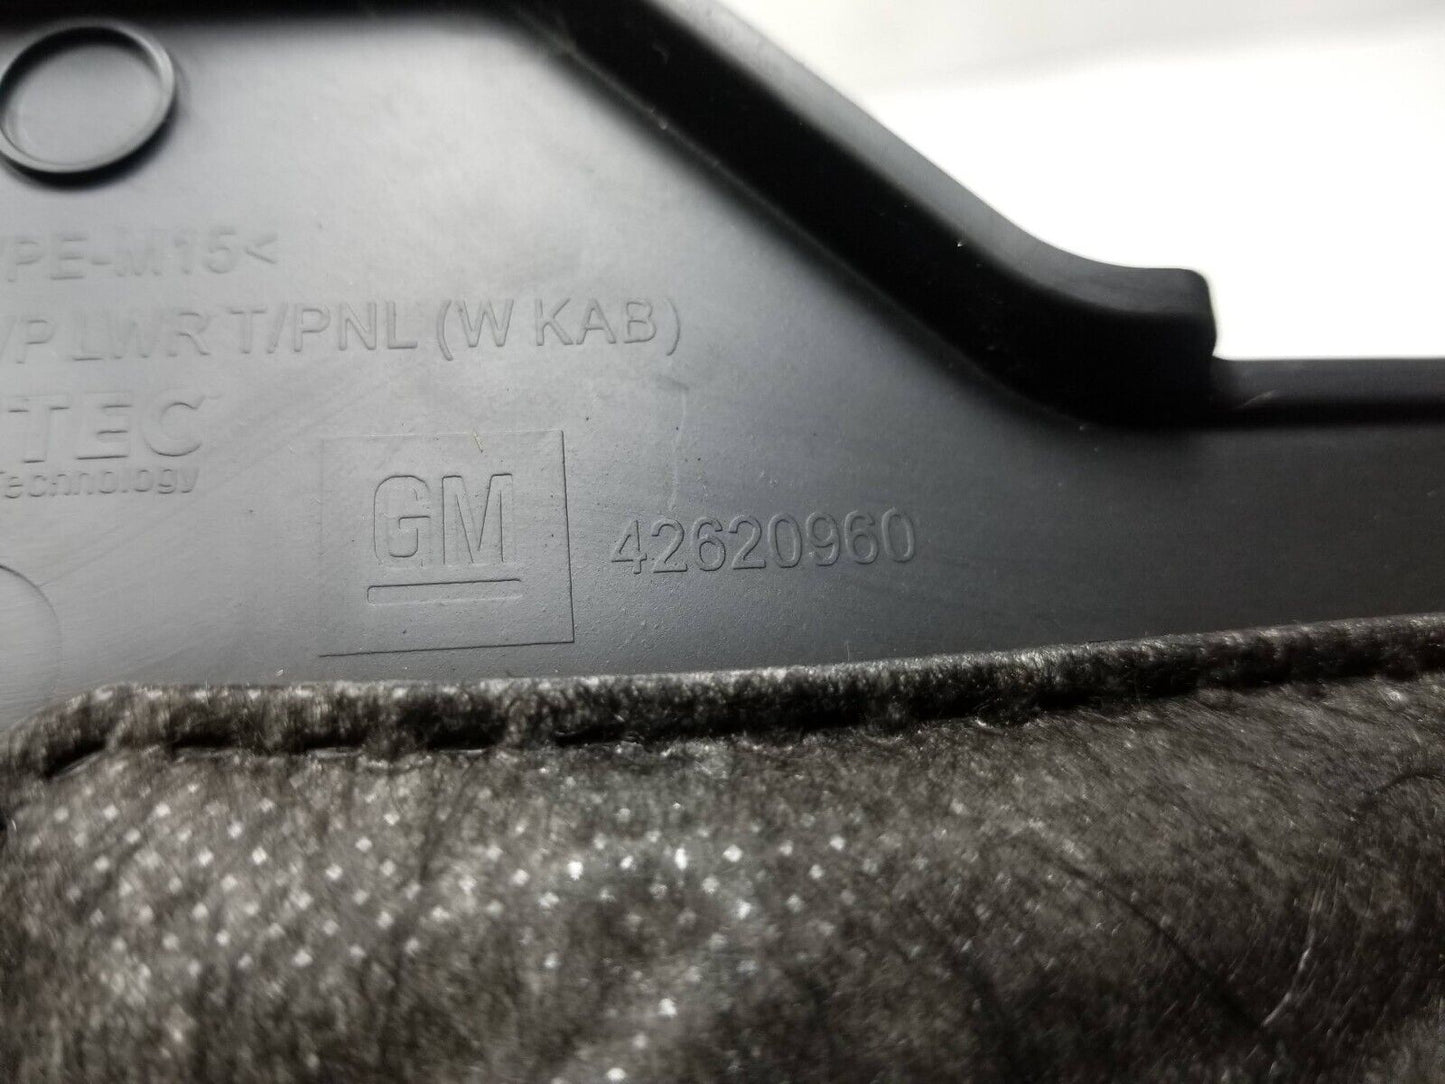 PE-M15<
/P LWR T/PNL (W KAB)
TEC
Technology
GM
42620960